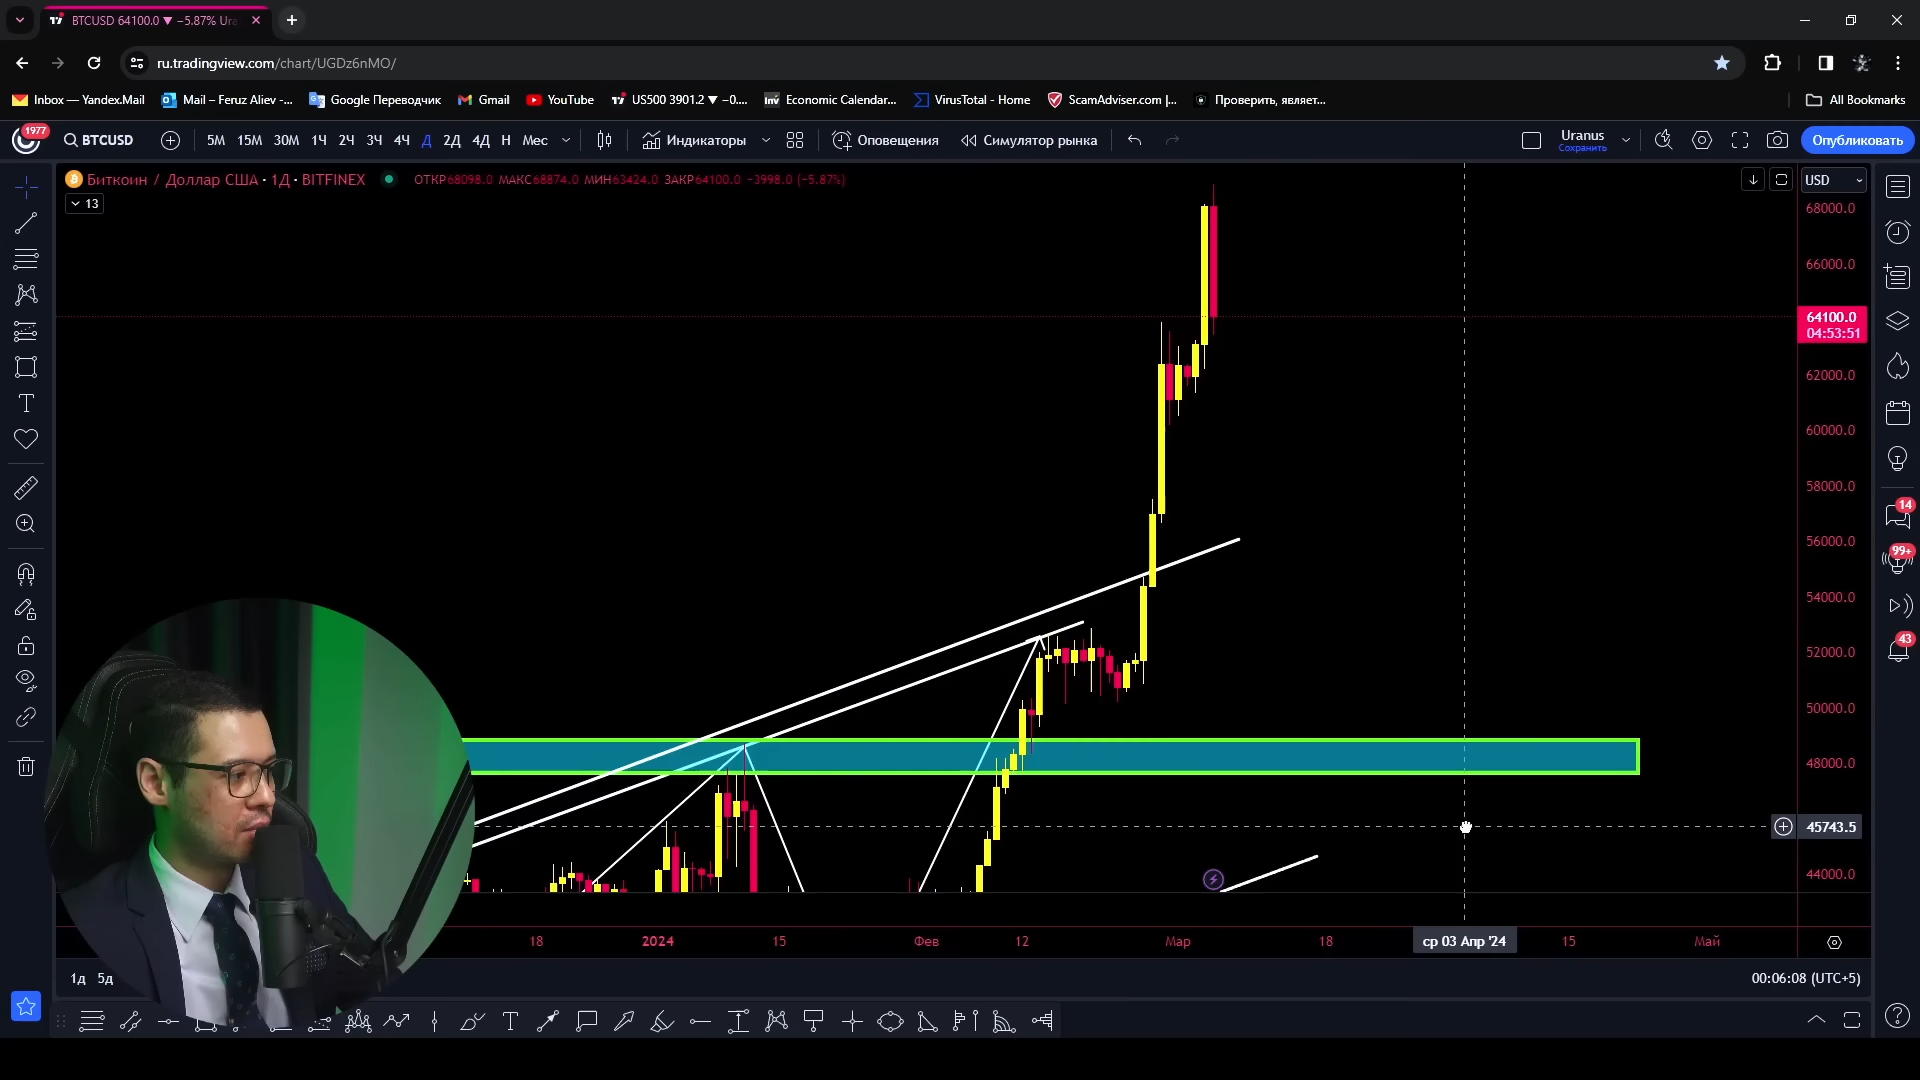 BTCUSD 64100.0 ▼ −5.87% Ura
ru.tradingview.com/chart/UGDz6nMO/
Inbox — Yandex.Mail
Mail – Feruz Aliev -...
Google Переводчик
Gmail
YouTube
US500 3901.2 ▼ −0....
Inv Economic Calendar...
VirusTotal - Home
ScamAdviser.com |...
Проверить, являет...
All Bookmarks
1977
BTCUSD
5М 15М 30М 1Ч 2Ч 3Ч 4Ч Д 2Д 4Д Н Мес
Индикаторы
Оповещения
Симулятор рынка
Uranus
Сохранить
Опубликовать
Биткоин / Доллар США · 1Д · BITFINEX
ОТКР68098.0 МАКС68874.0 МИН63424.0 ЗАКР64100.0 −3998.0 (−5.87%)
13
USD
68000.0
66000.0
64100.0
04:53:51
62000.0
60000.0
58000.0
56000.0
54000.0
52000.0
50000.0
48000.0
45743.5
44000.0
14
99+
43
18 2024 15 Фев 12 Мар 18 ср 03 Апр '24 15 Май
1д 5д
00:06:08 (UTC+5)